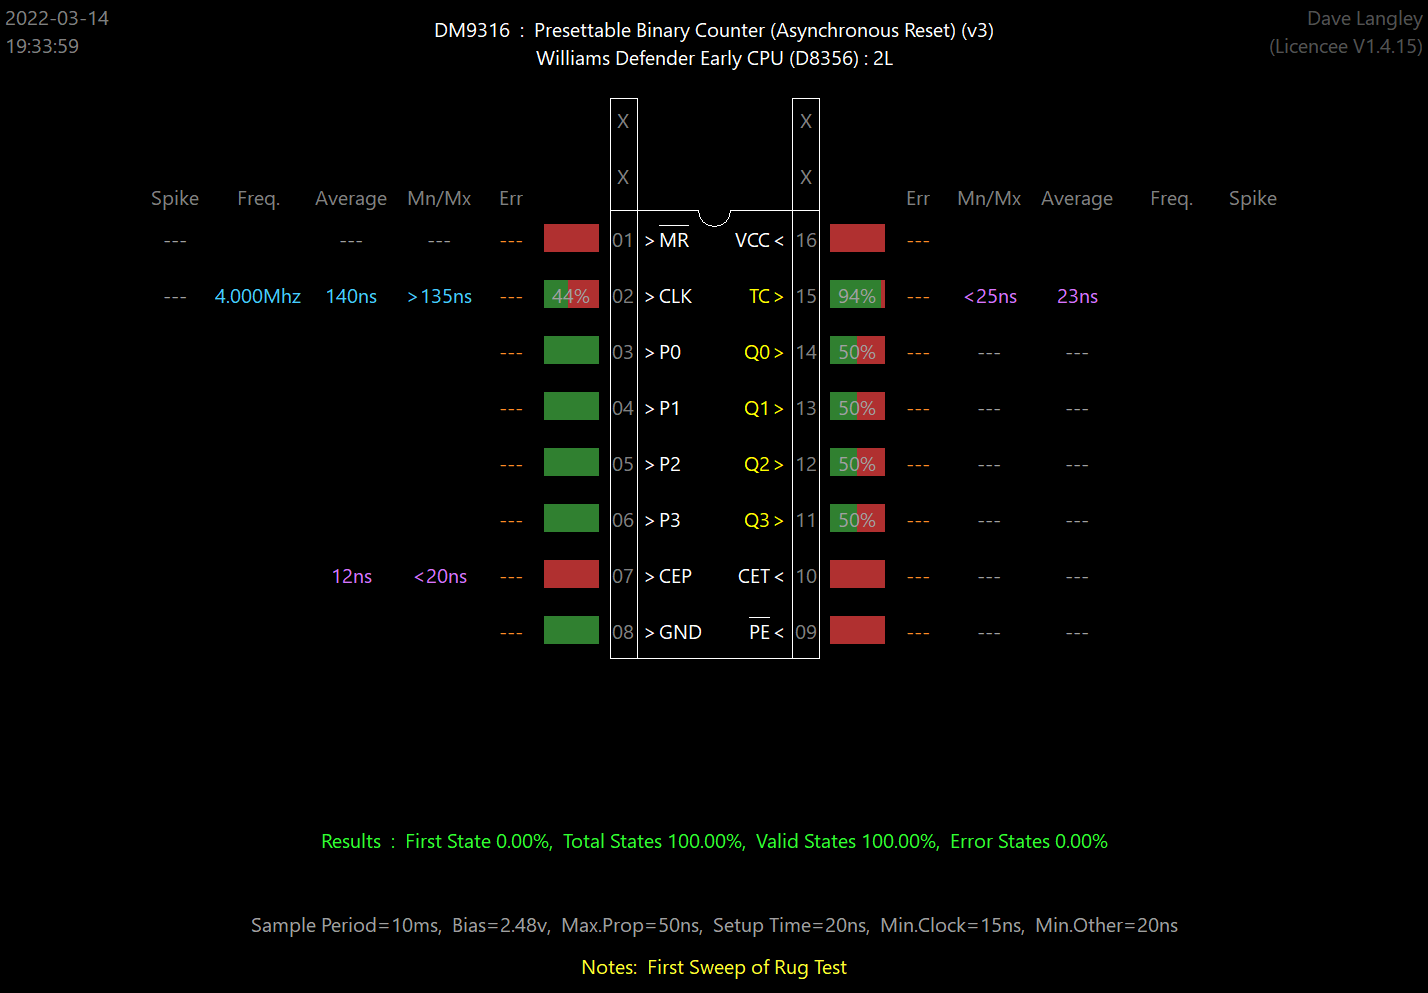 2022-03-14
19:33:59
DM9316 : Presettable Binary Counter (Asynchronous Reset) (v3)
Williams Defender Early CPU (D8356) : 2L
Dave Langley
(Licencee V1.4.15)
X X
X X
Spike Freq. Average Mn/Mx Err Err Mn/Mx Average Freq. Spike
--- --- --- --- 01 >MR VCC< 16 ---
--- 4.000Mhz 140ns >135ns --- 44% 02 >CLK TC> 15 94% --- <25ns 23ns
--- 03 >P0 Q0> 14 50% --- --- ---
--- 04 >P1 Q1> 13 50% --- --- ---
--- 05 >P2 Q2> 12 50% --- --- ---
--- 06 >P3 Q3> 11 50% --- --- ---
12ns <20ns --- 07 >CEP CET< 10 --- --- ---
--- 08 >GND PE< 09 --- --- ---
Results : First State 0.00%, Total States 100.00%, Valid States 100.00%, Error States 0.00%
Sample Period=10ms, Bias=2.48v, Max.Prop=50ns, Setup Time=20ns, Min.Clock=15ns, Min.Other=20ns
Notes: First Sweep of Rug Test